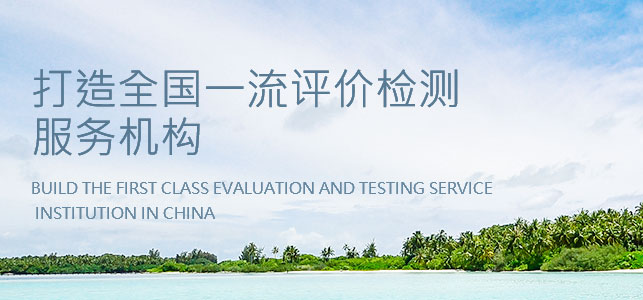 打造全国一流评价检测
服务机构
BUILD THE FIRST CLASS EVALUATION AND TESTING SERVICE
INSTITUTION IN CHINA